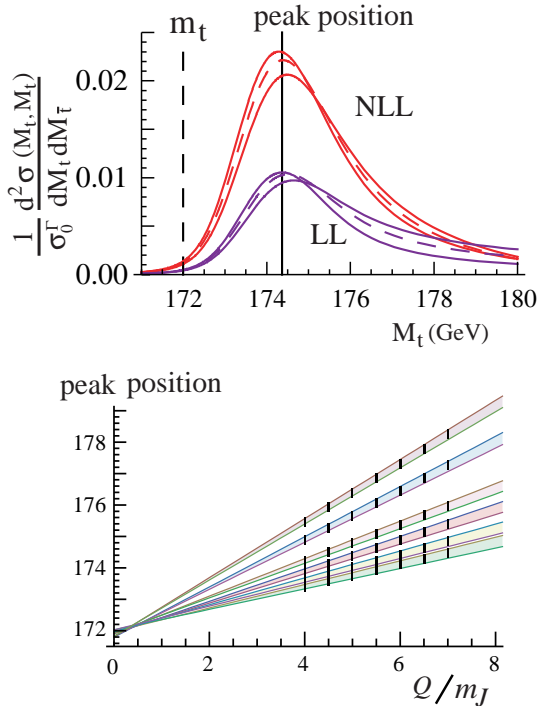 m_t peak position
0.02
0.01
0.00
1/σ_0^Γ d²σ(M_t, M_t̄)/dM_t dM_t̄
NLL
LL
172 174 176 178 180
M_t (GeV)
peak position
178
176
174
172
0 2 4 6 8
Q/m_J